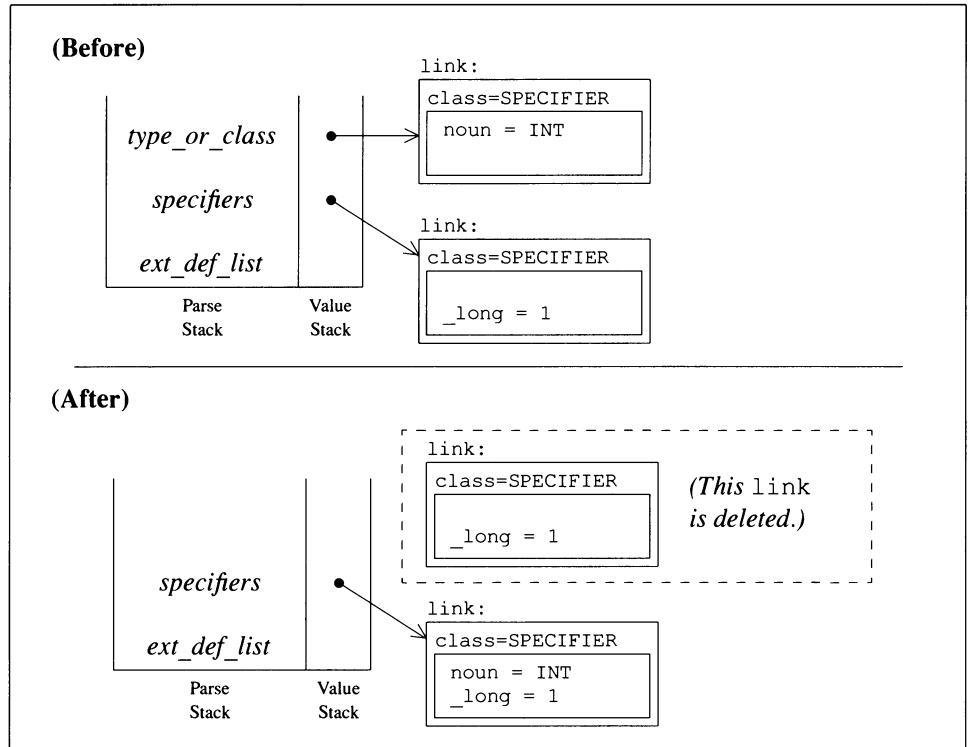 (Before)
link:
class=SPECIFIER
type_or_class
noun = INT
specifiers
link:
class=SPECIFIER
ext_def_list
_long = 1
Parse Value
Stack Stack
(After)
link:
class=SPECIFIER
(This link
is deleted.)
_long = 1
specifiers
link:
class=SPECIFIER
ext_def_list
noun = INT
_long = 1
Parse Value
Stack Stack